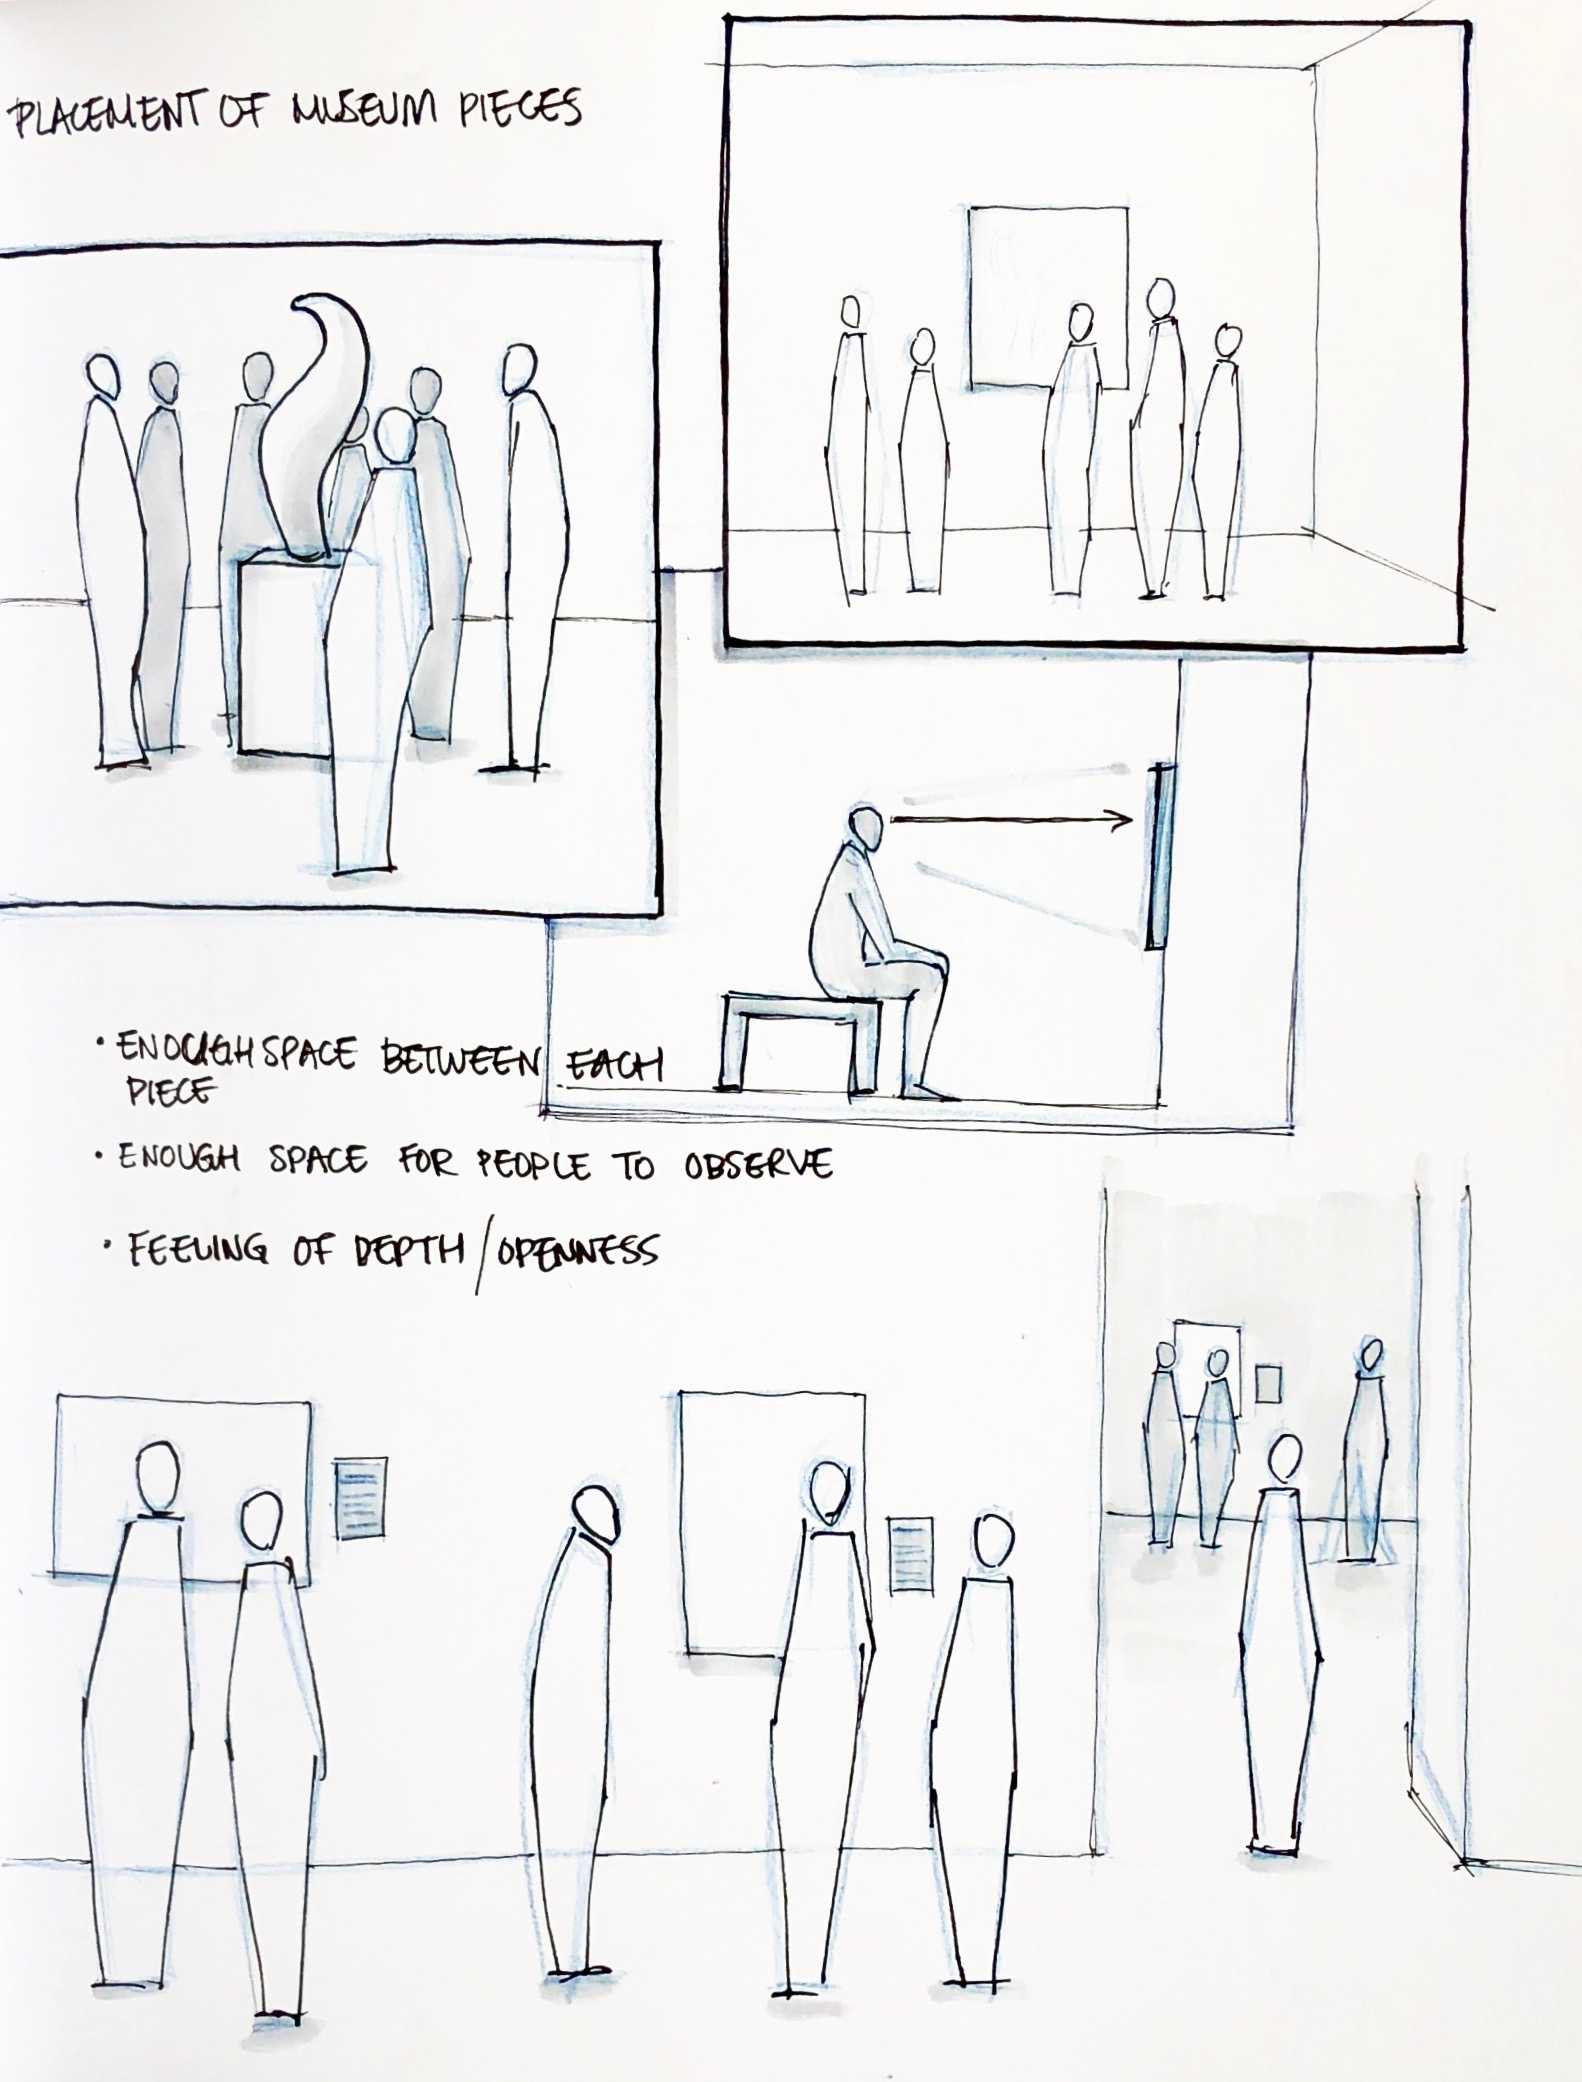 PLACEMENT OF MUSEUM PIECES
• ENOUGH SPACE BETWEEN EACH
PIECE
• ENOUGH SPACE FOR PEOPLE TO OBSERVE
• FEELING OF DEPTH / OPENNESS